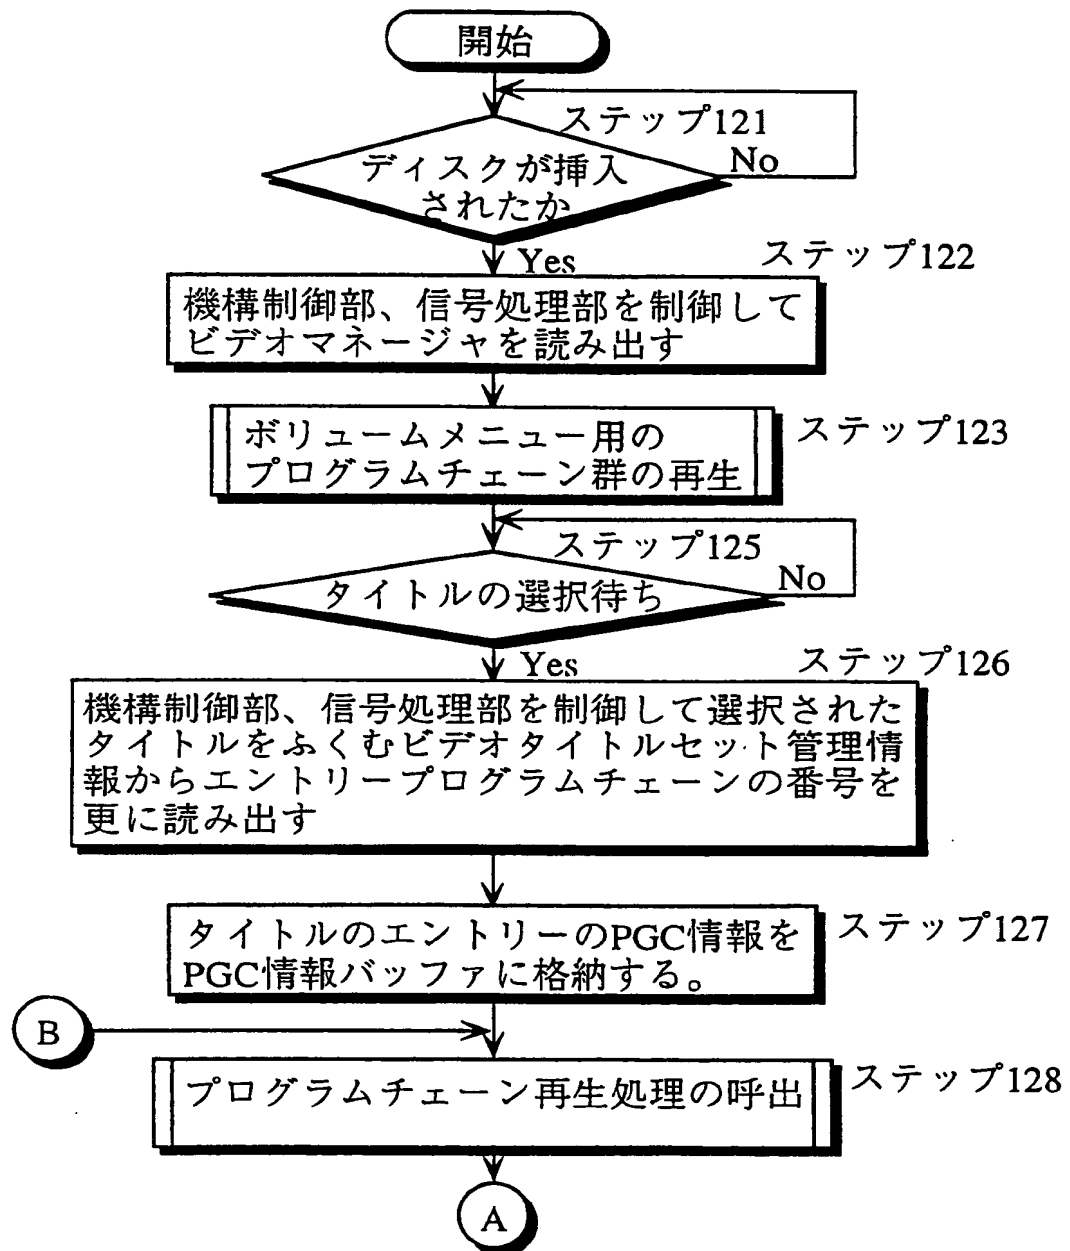 開始
ステップ121
No
ディスクが挿入
されたか
Yes
ステップ122
機構制御部、信号処理部を制御して
ビデオマネージャを読み出す
ボリュームメニュー用の
プログラムチェーン群の再生
ステップ123
ステップ125
No
タイトルの選択待ち
Yes
ステップ126
機構制御部、信号処理部を制御して選択された
タイトルをふくむビデオタイトルセット管理情
報からエントリープログラムチェーンの番号を
更に読み出す
タイトルのエントリーのPGC情報を
PGC情報バッファに格納する。
ステップ127
B
プログラムチェーン再生処理の呼出
ステップ128
A